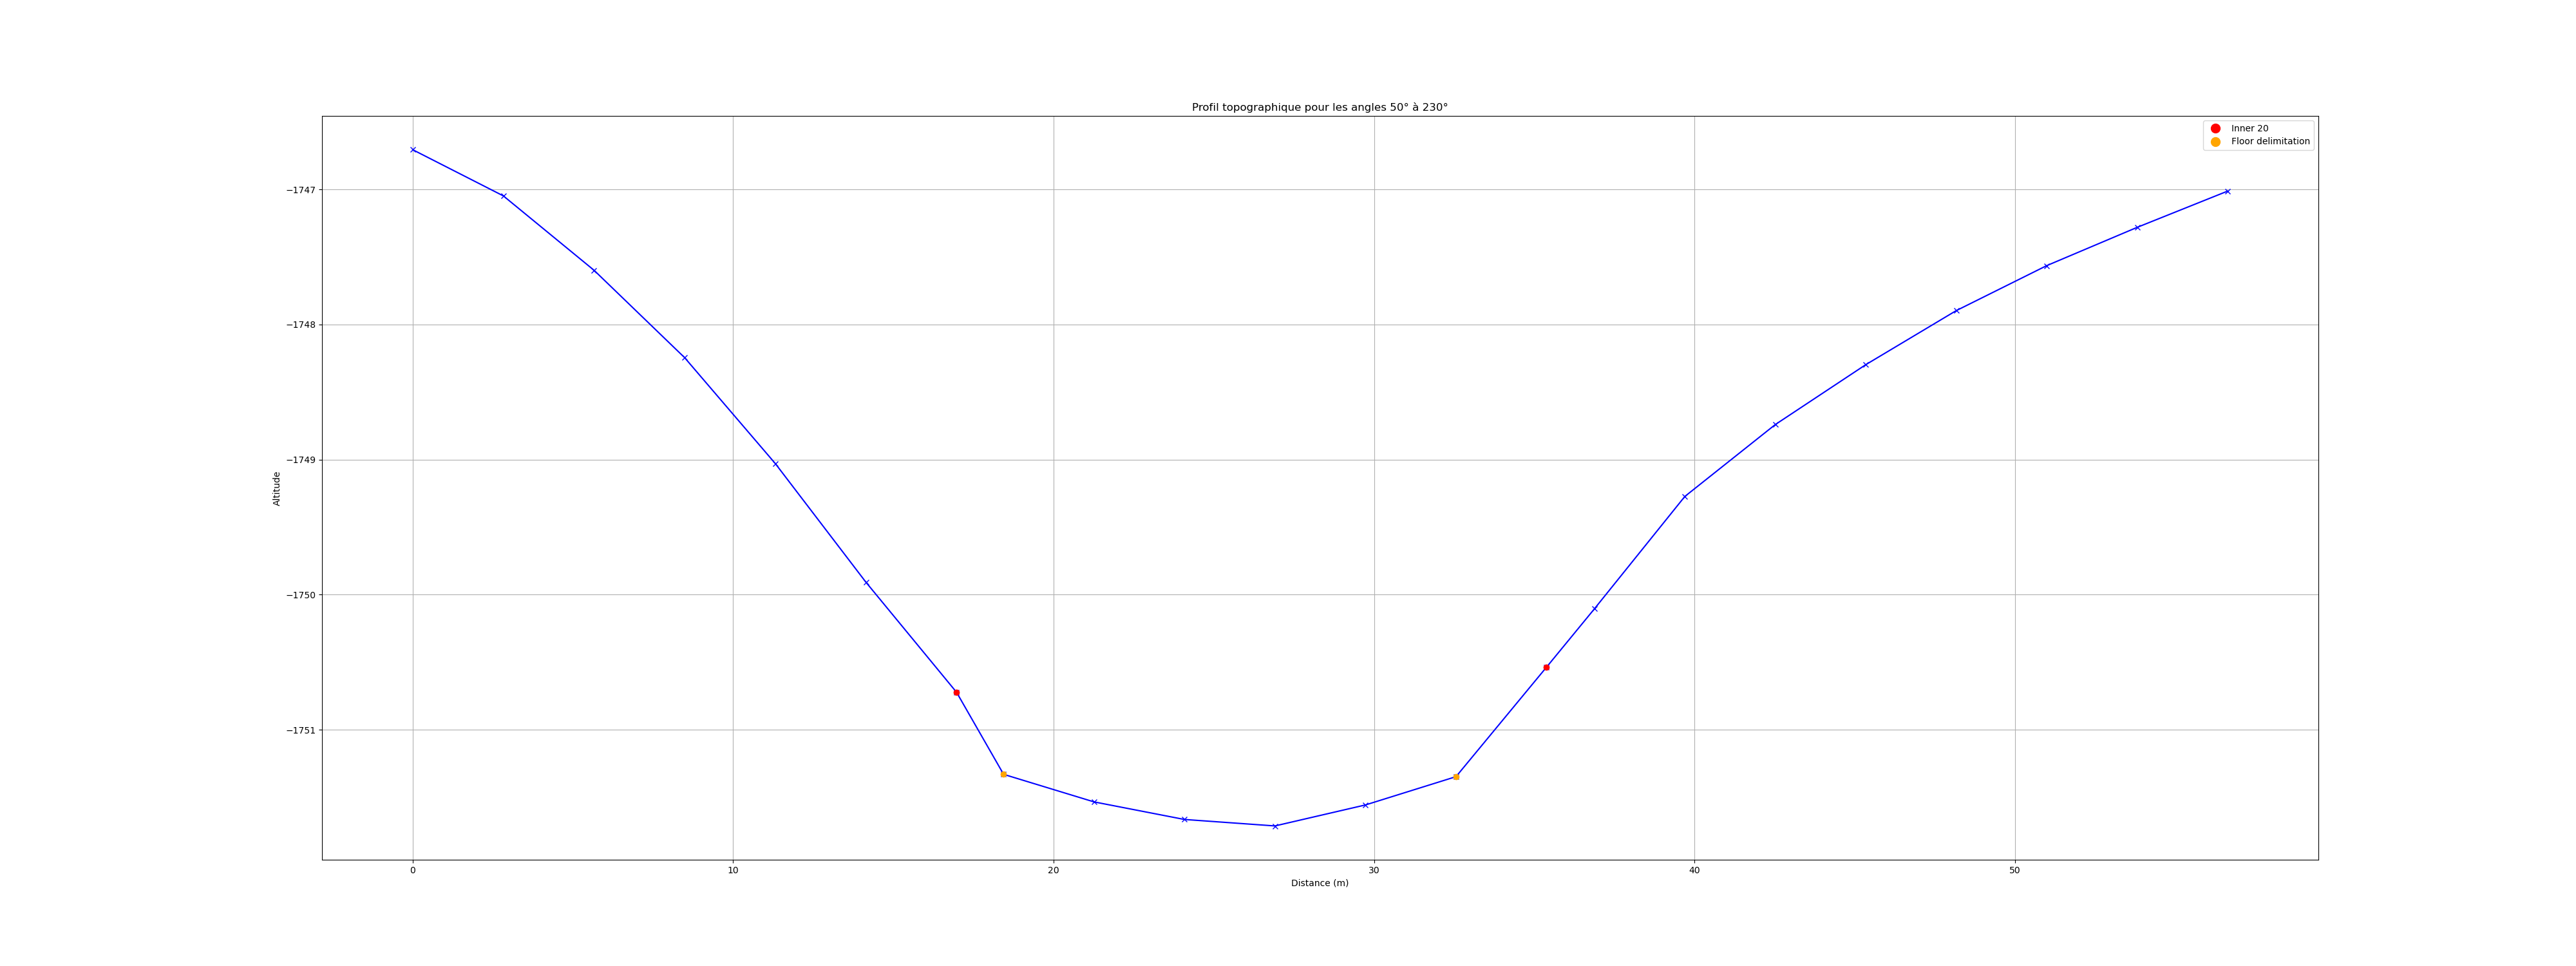 Profil topographique pour les angles 50° à 230°
Inner 20
Floor delimitation
−1747
−1748
−1749
−1750
−1751
Altitude
0 10 20 30 40 50
Distance (m)